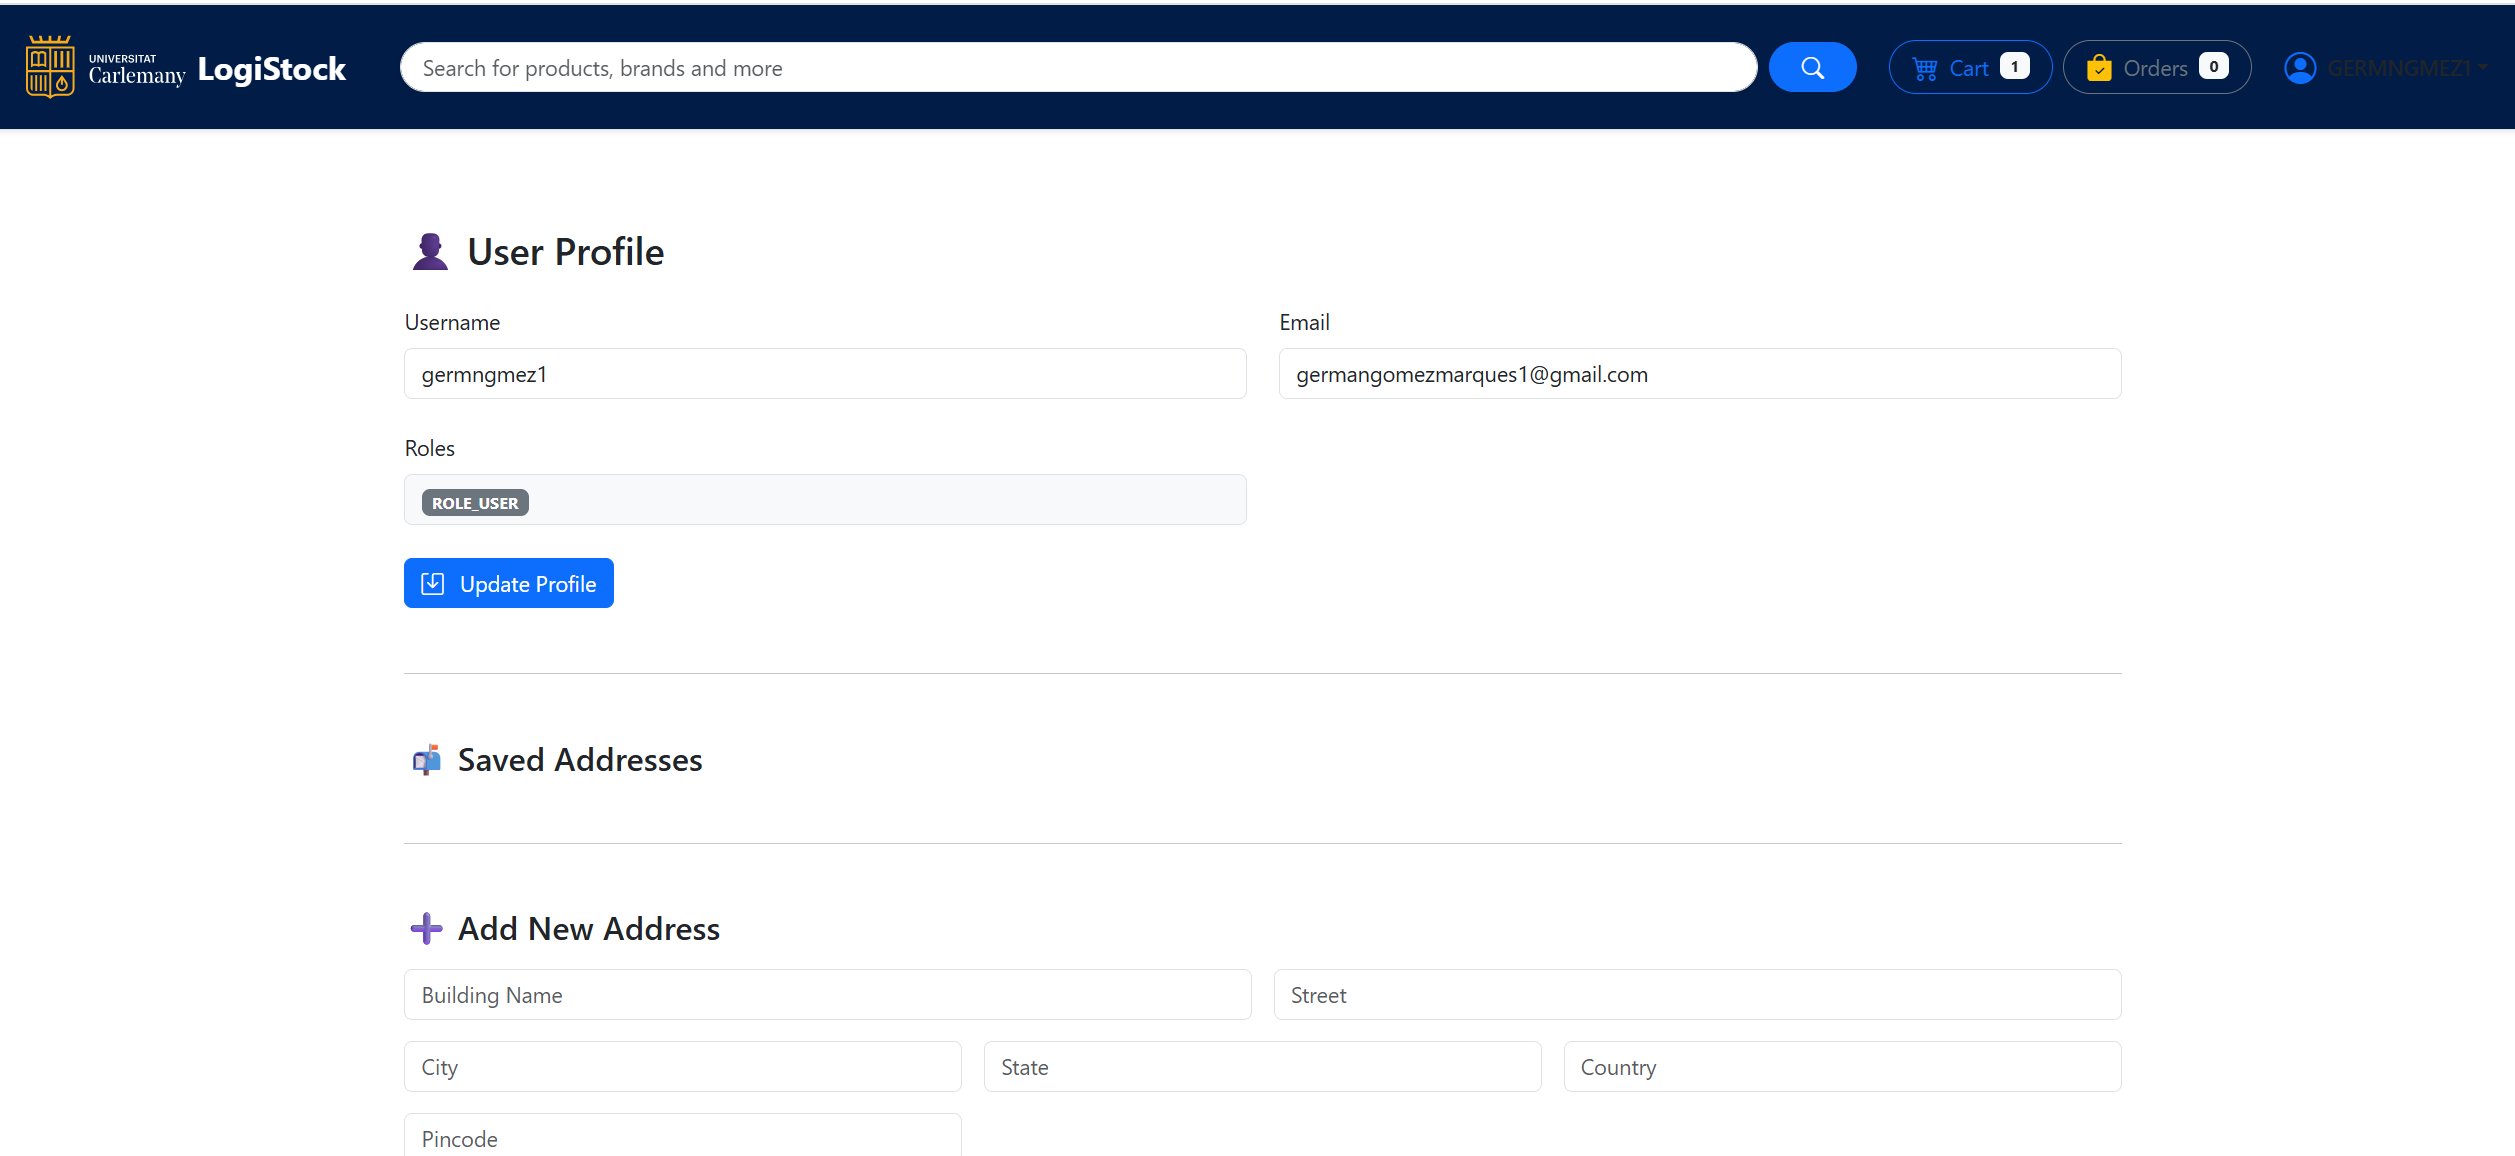 UNIVERSITAT
Carlemany
LogiStock
Search for products, brands and more
Cart 1
Orders 0
GERMNGMEZ1
User Profile
Username
Email
germngmez1
germangomezmarques1@gmail.com
Roles
ROLE_USER
Update Profile
Saved Addresses
Add New Address
Building Name
Street
City
State
Country
Pincode